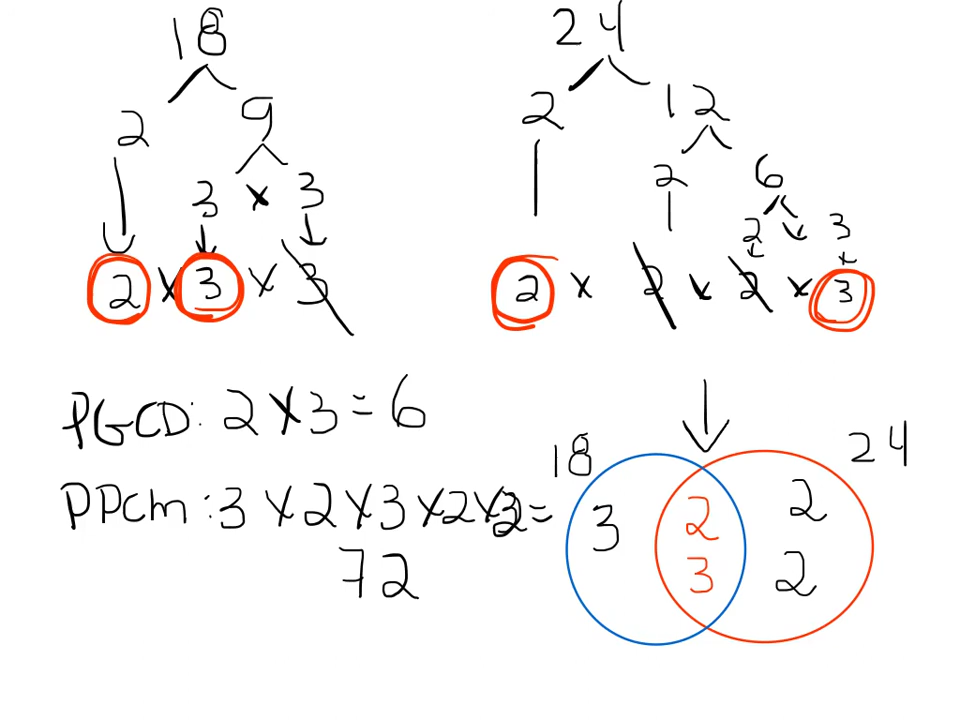 18 24
2 9 2 12
3 x 3 2 6
2 x 3
2 x 3 x 3 2 x 2 x 2 x 3
PGCD: 2 x 3 = 6
18 24
PPCM : 3 x 2 x 3 x 2 x 2 =
72
3 2 2
3 2